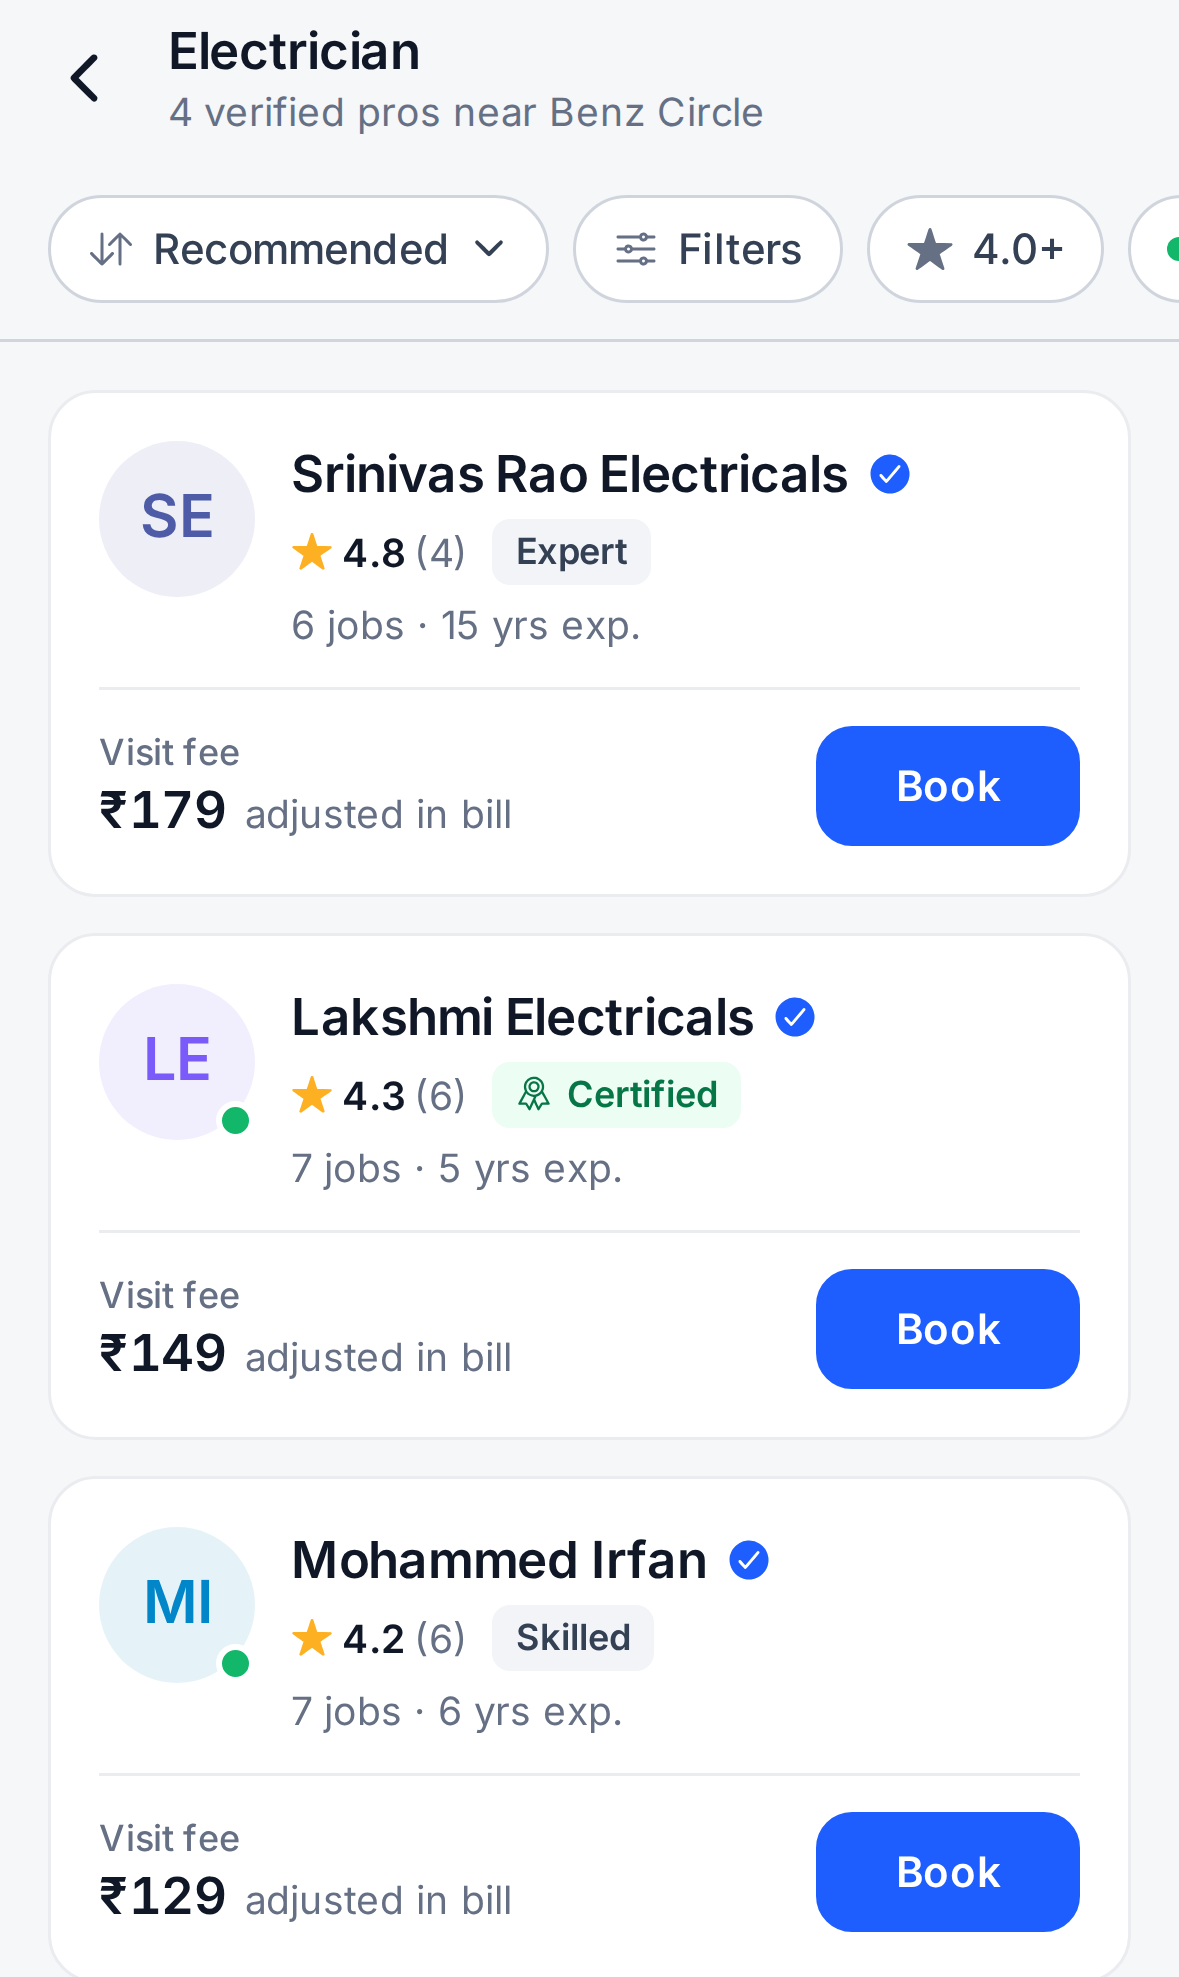 Electrician
4 verified pros near Benz Circle
Recommended
Filters
4.0+
SE
Srinivas Rao Electricals
4.8 (4) Expert
6 jobs · 15 yrs exp.
Visit fee
₹179 adjusted in bill
Book
LE
Lakshmi Electricals
4.3 (6) Certified
7 jobs · 5 yrs exp.
Visit fee
₹149 adjusted in bill
Book
MI
Mohammed Irfan
4.2 (6) Skilled
7 jobs · 6 yrs exp.
Visit fee
₹129 adjusted in bill
Book